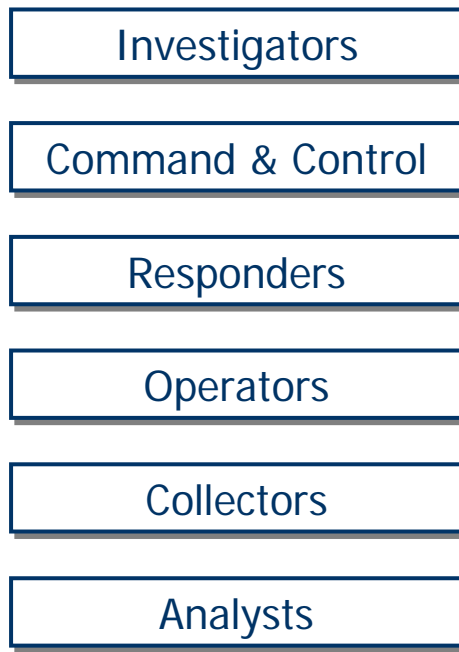 Investigators
Command & Control
Responders
Operators
Collectors
Analysts